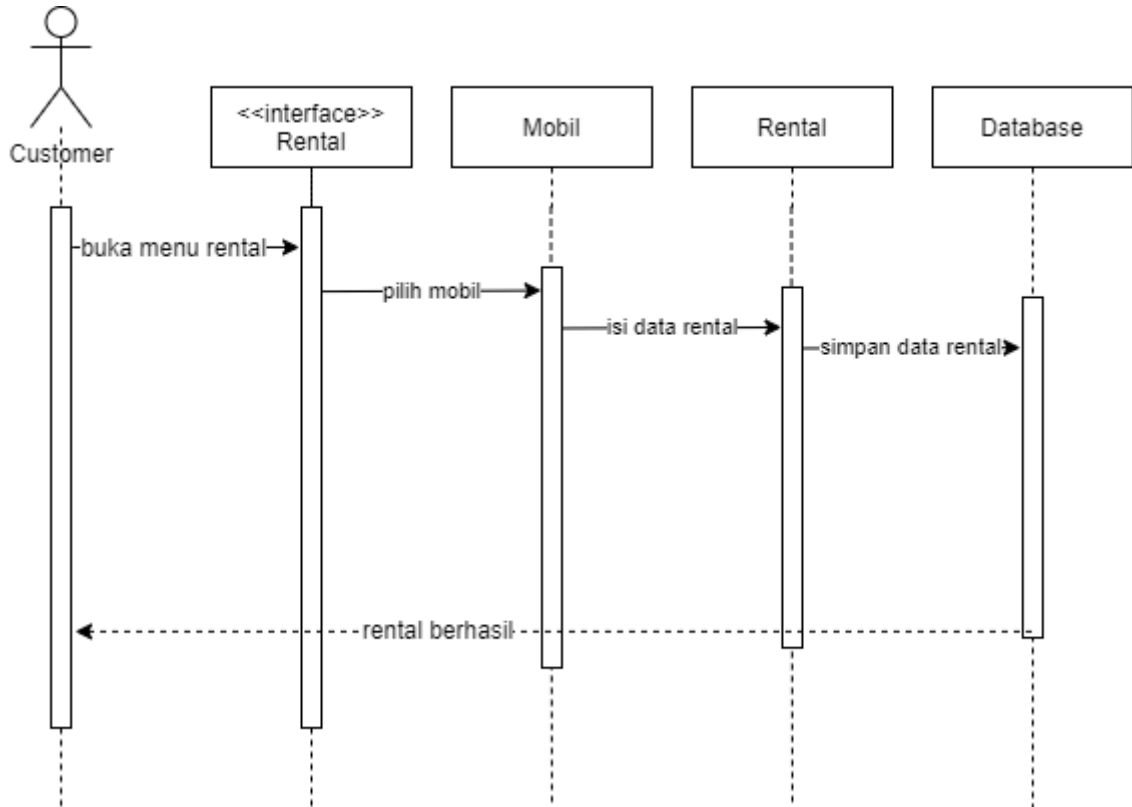 Customer
<<interface>>
Rental
Mobil
Rental
Database
buka menu rental
pilih mobil
isi data rental
simpan data rental
rental berhasil